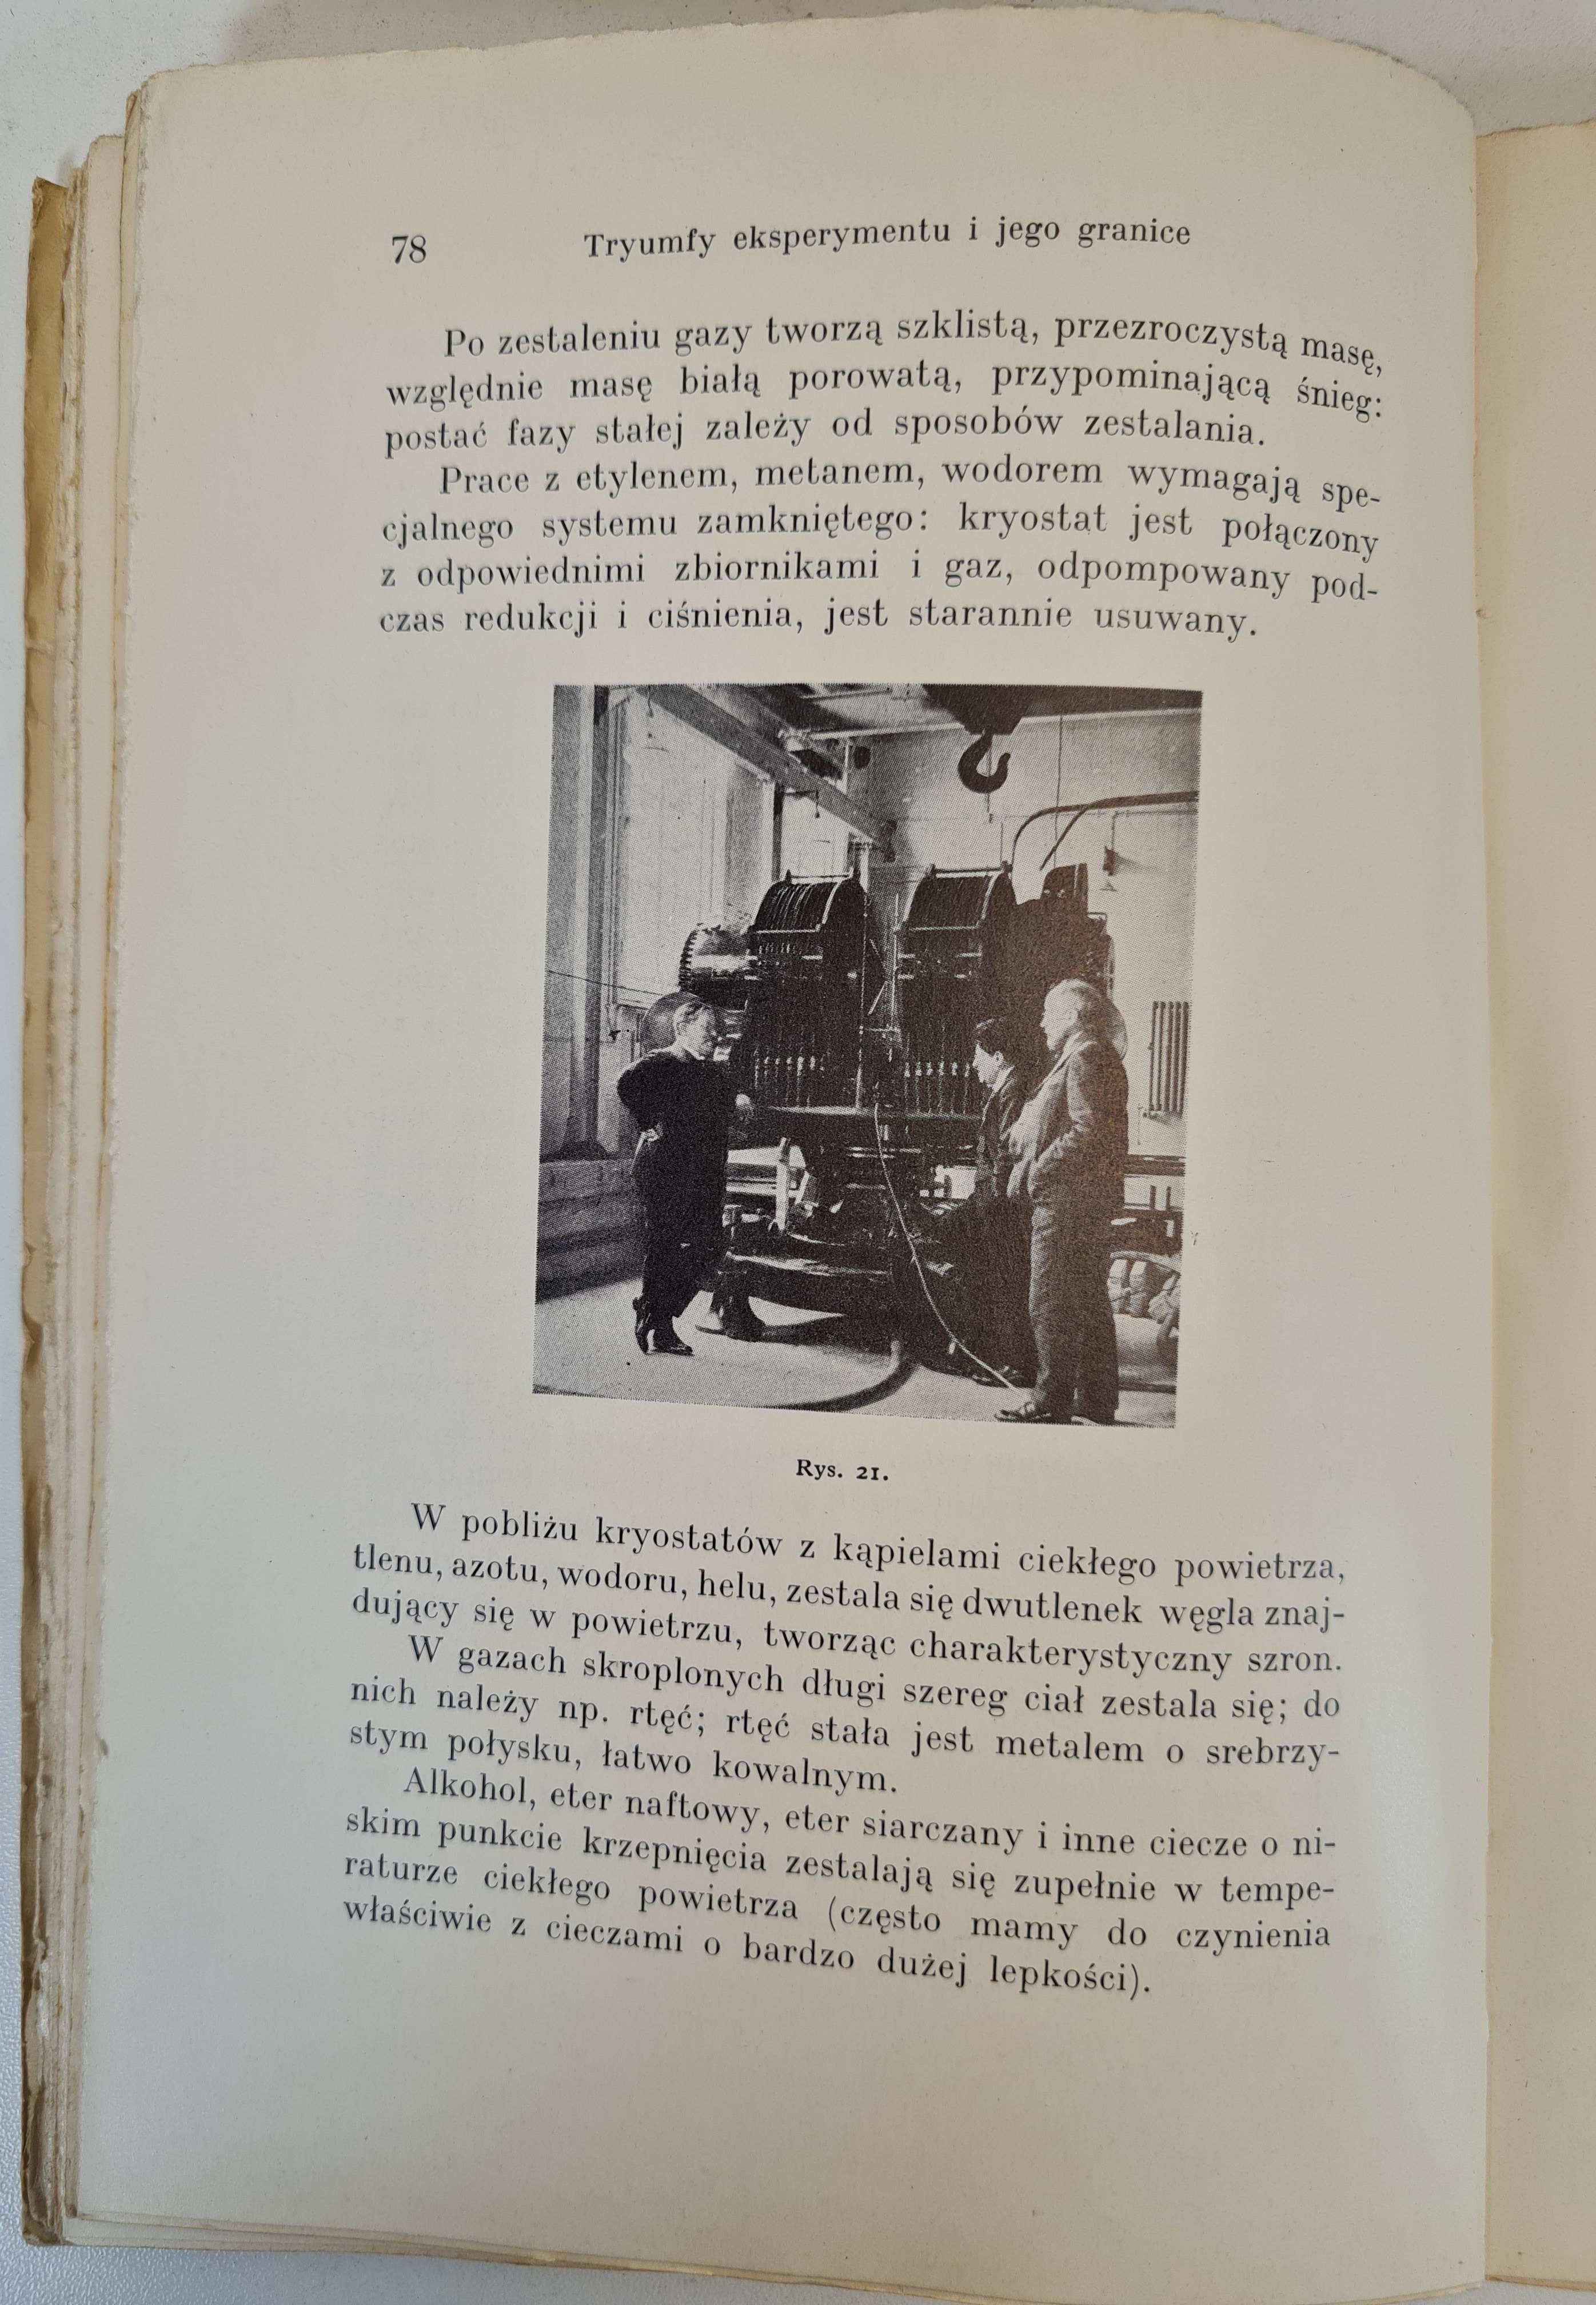 78 Tryumfy eksperymentu i jego granice
Po zestaleniu gazy tworzą szklistą, przezroczystą masę,
względnie masę białą porowatą, przypominającą śnieg:
postać fazy stałej zależy od sposobów zestalania.
Prace z etylenem, metanem, wodorem wymagają spe-
cjalnego systemu zamkniętego: kryostat jest połączony
z odpowiednimi zbiornikami i gaz, odpompowany pod-
czas redukcji i ciśnienia, jest starannie usuwany.
Rys. 21.
W pobliżu kryostatów z kąpielami ciekłego powietrza,
tlenu, azotu, wodoru, helu, zestala się dwutlenek węgla znaj-
dujący się w powietrzu, tworząc charakterystyczny szron.
W gazach skroplonych długi szereg ciał zestala się; do
nich należy np. rtęć; rtęć stała jest metalem o srebrzy-
stym połysku, łatwo kowalnym.
Alkohol, eter naftowy, eter siarczany i inne ciecze o ni-
skim punkcie krzepnięcia zestalają się zupełnie w tempe-
raturze ciekłego powietrza (często mamy do czynienia
właściwie z cieczami o bardzo dużej lepkości).